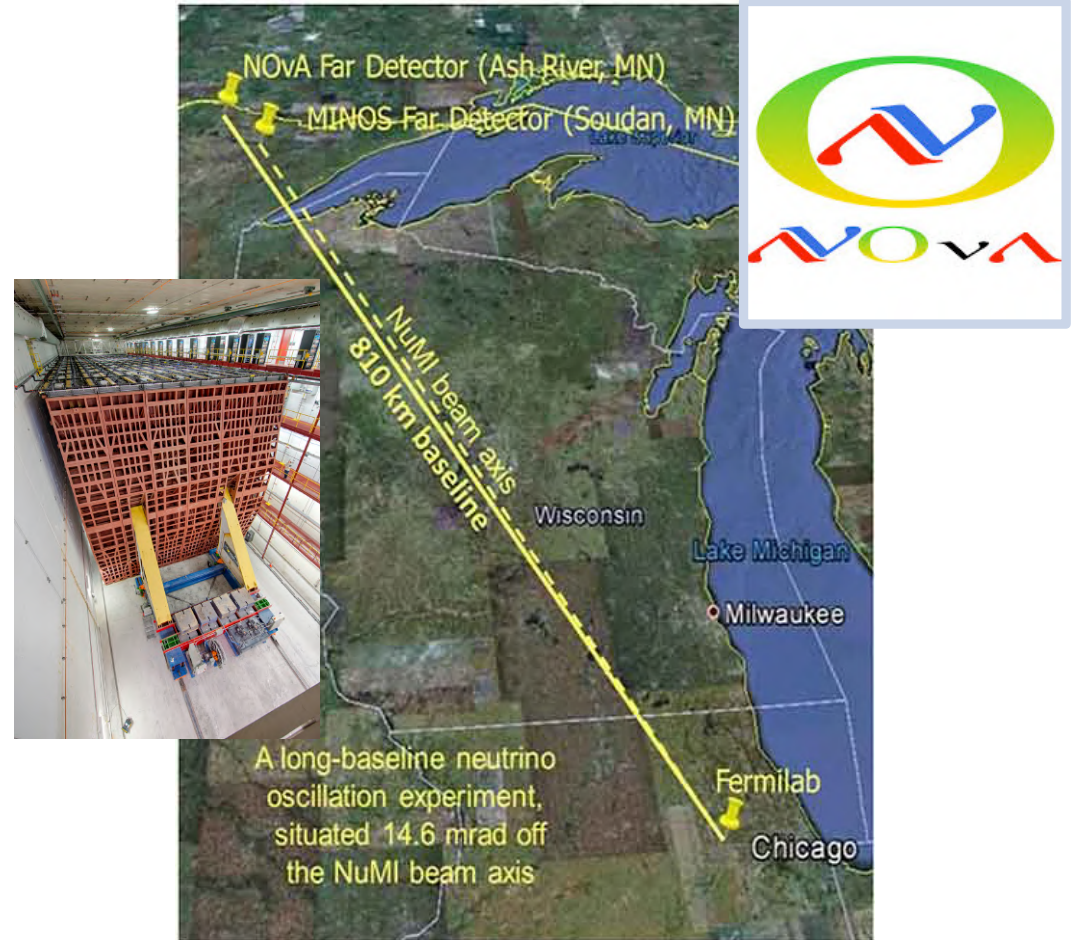 NOvA Far Detector (Ash River, MN)
MINOS Far Detector (Soudan, MN)
Lake Superior
NOvA
NuMI beam axis
810 km baseline
Wisconsin
Lake Michigan
Milwaukee
A long-baseline neutrino
oscillation experiment,
situated 14.6 mrad off
the NuMI beam axis
Fermilab
Chicago